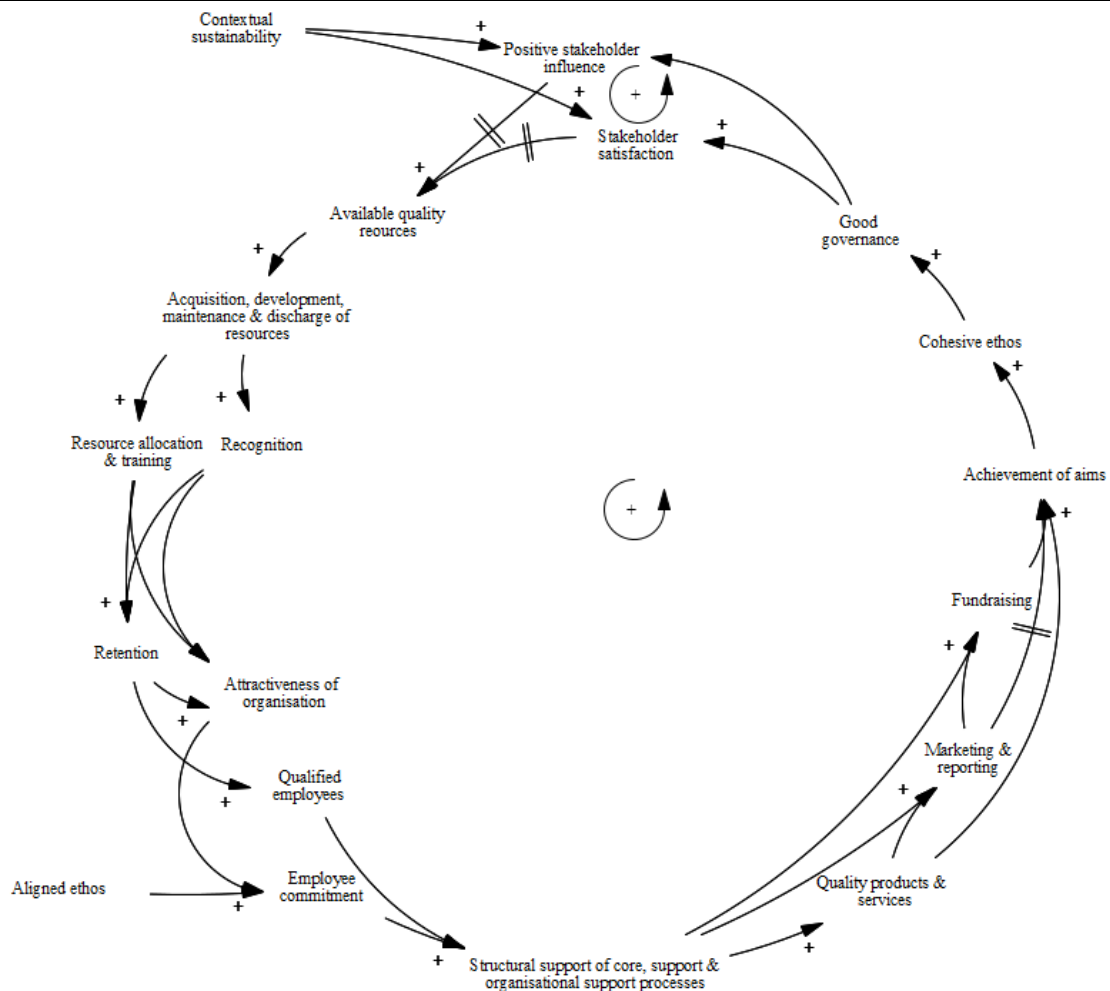 Contextual
sustainability
+
Positive stakeholder
influence
+
+
Stakeholder
satisfaction
+
+
Available quality
reources
Good
governance
+
+
Acquisition, development,
maintenance & discharge of
resources
Cohesive ethos
+
+
+
Resource allocation
& training
Recognition
Achievement of aims
+
+
Fundraising
+
+
Retention
Attractiveness of
organisation
+
Marketing &
reporting
Qualified
employees
+
+
Aligned ethos
Employee
commitment
+
Quality products &
services
+
+
Structural support of core, support &
organisational support processes